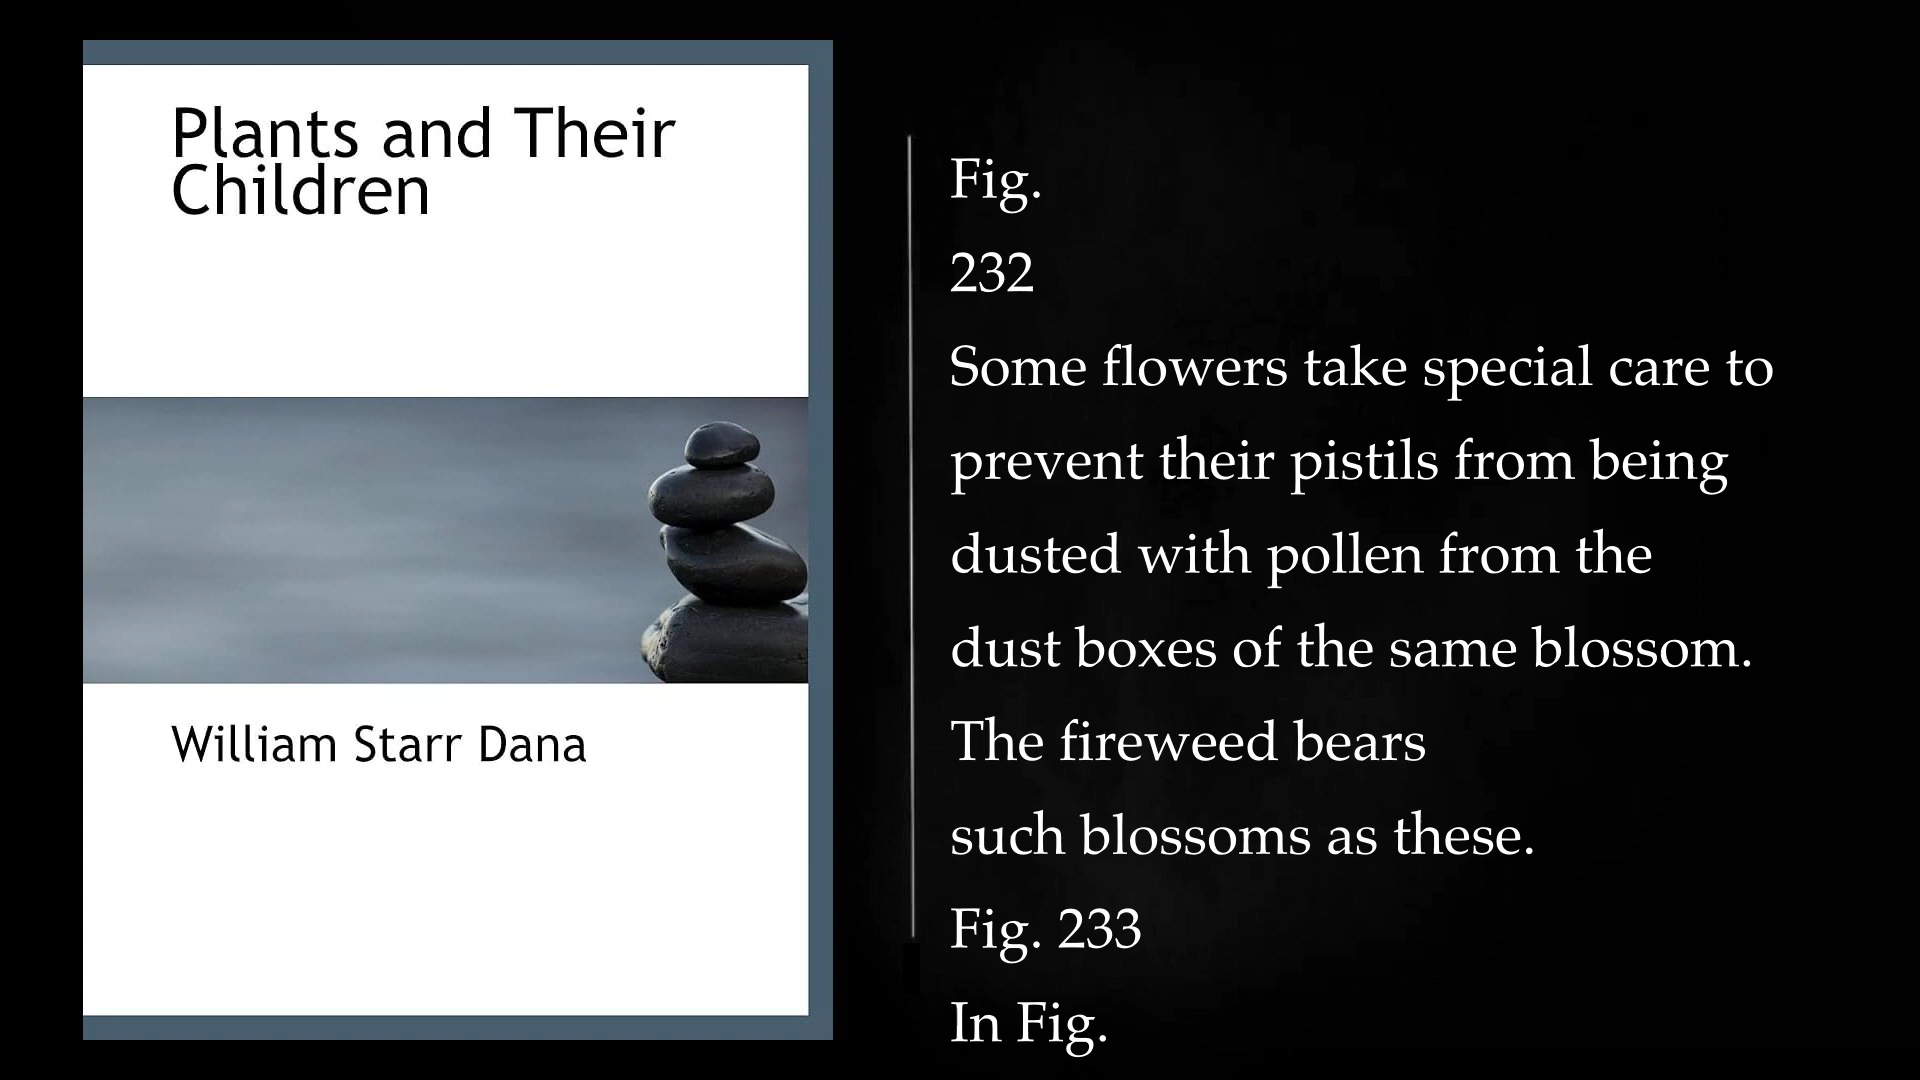 Plants and Their
Children
William Starr Dana
Fig.
232
Some flowers take special care to
prevent their pistils from being
dusted with pollen from the
dust boxes of the same blossom.
The fireweed bears
such blossoms as these.
Fig. 233
In Fig.